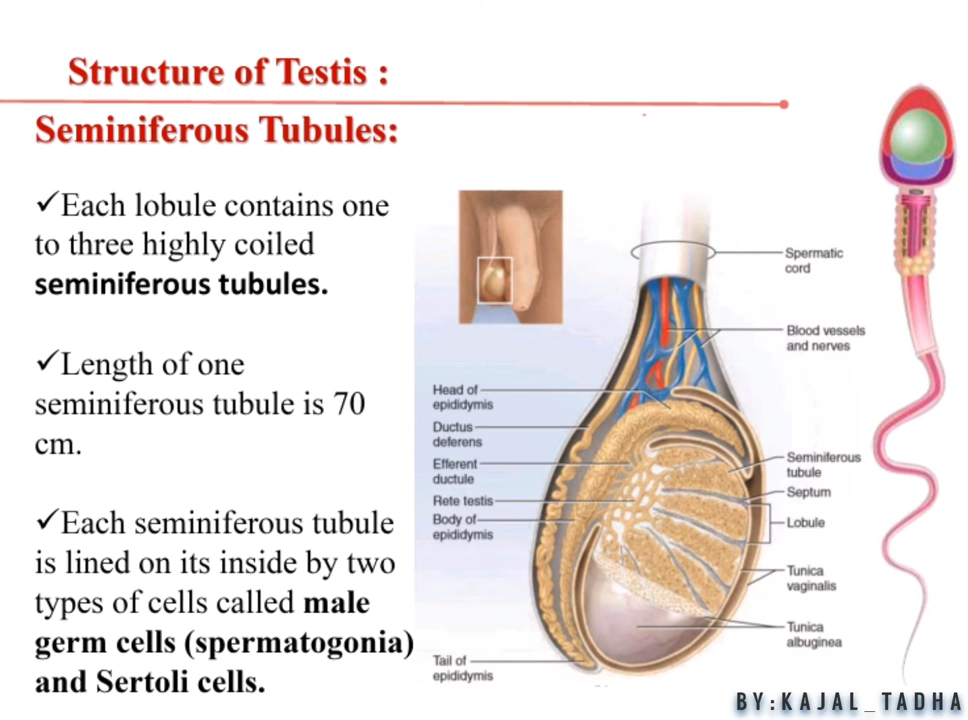 Structure of Testis :
Seminiferous Tubules:
✓Each lobule contains one
to three highly coiled
seminiferous tubules.
✓Length of one
seminiferous tubule is 70
cm.
✓Each seminiferous tubule
is lined on its inside by two
types of cells called male
germ cells (spermatogonia)
and Sertoli cells.
Head of
epididymis
Ductus
deferens
Efferent
ductule
Rete testis
Body of
epididymis
Tail of
epididymis
Spermatic
cord
Blood vessels
and nerves
Seminiferous
tubule
Septum
Lobule
Tunica
vaginalis
Tunica
albuginea
BY:KAJAL_TADHA